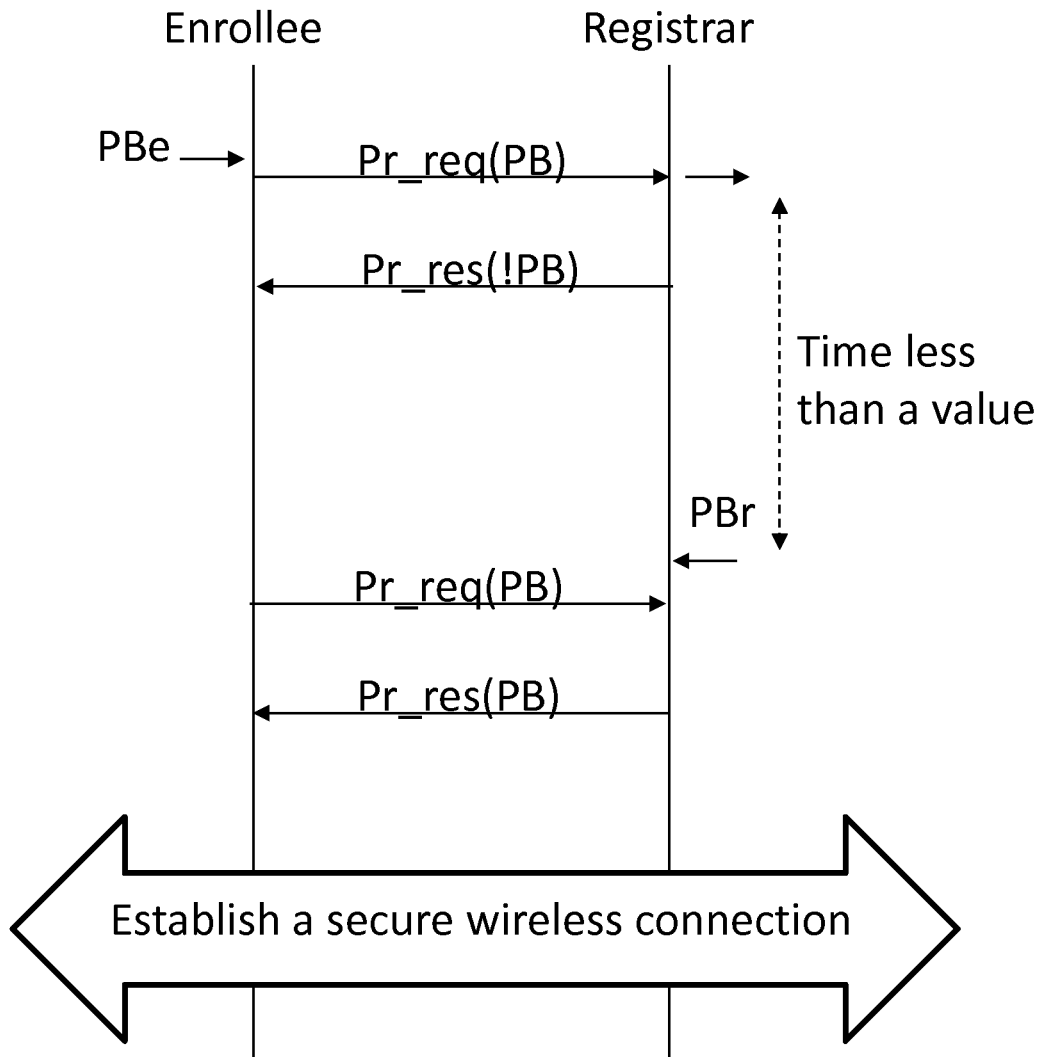 Enrollee
Registrar
PBe
Pr_req(PB)
Pr_res(!PB)
Time less
than a value
PBr
Pr_req(PB)
Pr_res(PB)
Establish a secure wireless connection